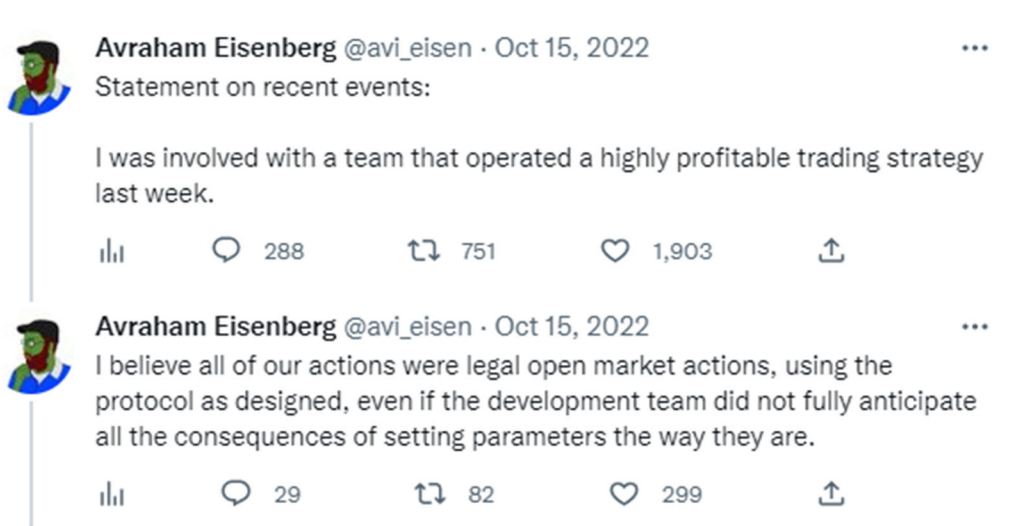 Avraham Eisenberg @avi_eisen · Oct 15, 2022
Statement on recent events:
I was involved with a team that operated a highly profitable trading strategy
last week.
288 751 1,903
Avraham Eisenberg @avi_eisen · Oct 15, 2022
I believe all of our actions were legal open market actions, using the
protocol as designed, even if the development team did not fully anticipate
all the consequences of setting parameters the way they are.
29 82 299